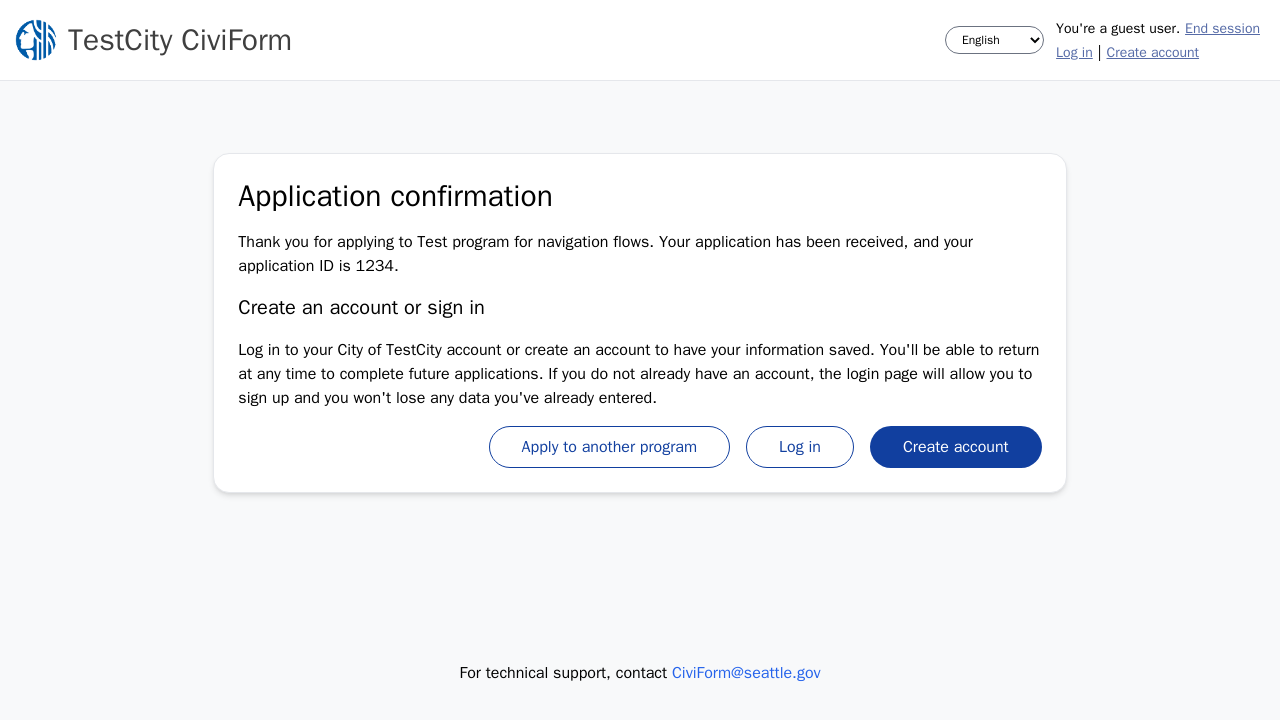 TestCity CiviForm
English
You're a guest user. End session
Log in | Create account
Application confirmation
Thank you for applying to Test program for navigation flows. Your application has been received, and your
application ID is 1234.
Create an account or sign in
Log in to your City of TestCity account or create an account to have your information saved. You'll be able to return
at any time to complete future applications. If you do not already have an account, the login page will allow you to
sign up and you won't lose any data you've already entered.
Apply to another program
Log in
Create account
For technical support, contact CiviForm@seattle.gov